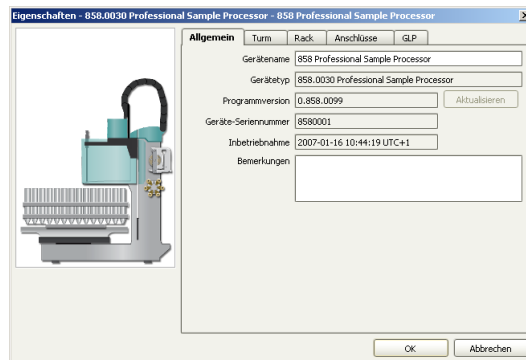 Eigenschaften - 858.0030 Professional Sample Processor - 858 Professional Sample Processor
Allgemein Turm Rack Anschlüsse GLP
Gerätename 858 Professional Sample Processor
Gerätetyp 858.0030 Professional Sample Processor
Programmversion 0.858.0099 Aktualisieren
Geräte-Seriennummer 8580001
Inbetriebnahme 2007-01-16 10:44:19 UTC+1
Bemerkungen
OK Abbrechen